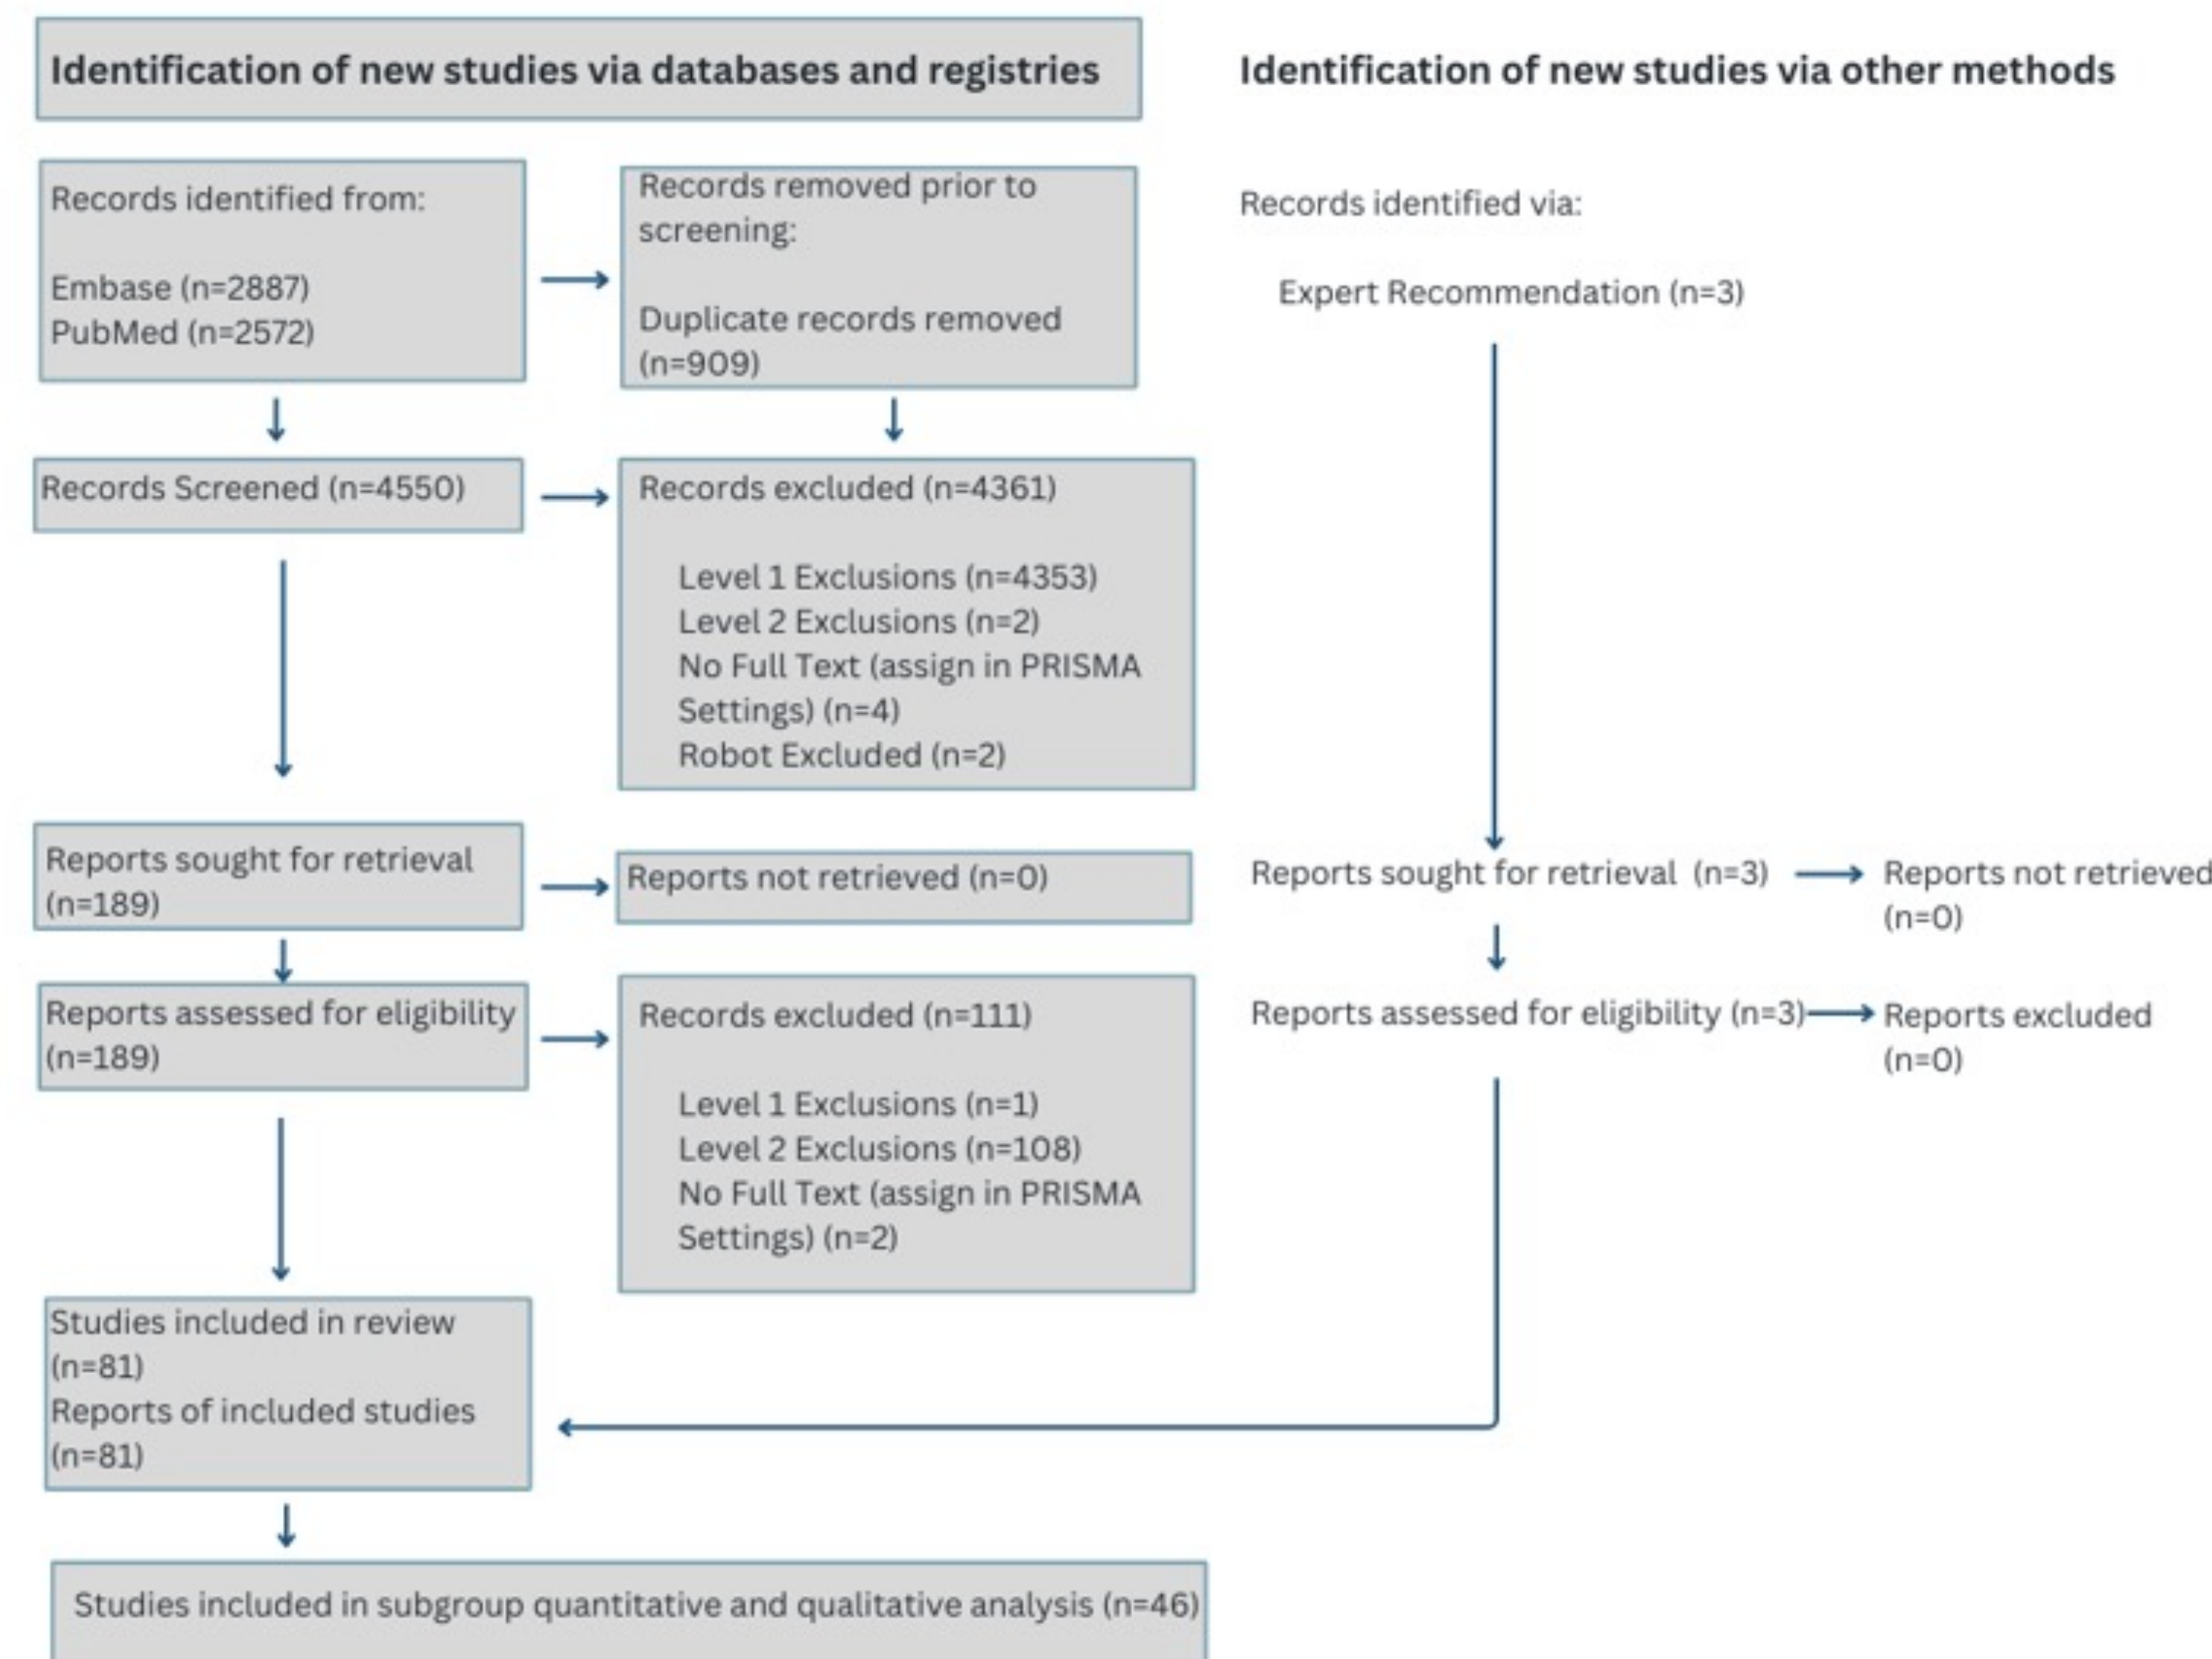 Identification of new studies via databases and registries
Identification of new studies via other methods
Records identified from:
Embase (n=2887)
PubMed (n=2572)
Records removed prior to
screening:
Duplicate records removed
(n=909)
Records identified via:
Expert Recommendation (n=3)
Records Screened (n=4550)
Records excluded (n=4361)
Level 1 Exclusions (n=4353)
Level 2 Exclusions (n=2)
No Full Text (assign in PRISMA
Settings) (n=4)
Robot Excluded (n=2)
Reports sought for retrieval
(n=189)
Reports not retrieved (n=0)
Reports sought for retrieval (n=3)
Reports not retrieved
(n=0)
Reports assessed for eligibility
(n=189)
Records excluded (n=111)
Level 1 Exclusions (n=1)
Level 2 Exclusions (n=108)
No Full Text (assign in PRISMA
Settings) (n=2)
Reports assessed for eligibility (n=3)
Reports excluded
(n=0)
Studies included in review
(n=81)
Reports of included studies
(n=81)
Studies included in subgroup quantitative and qualitative analysis (n=46)